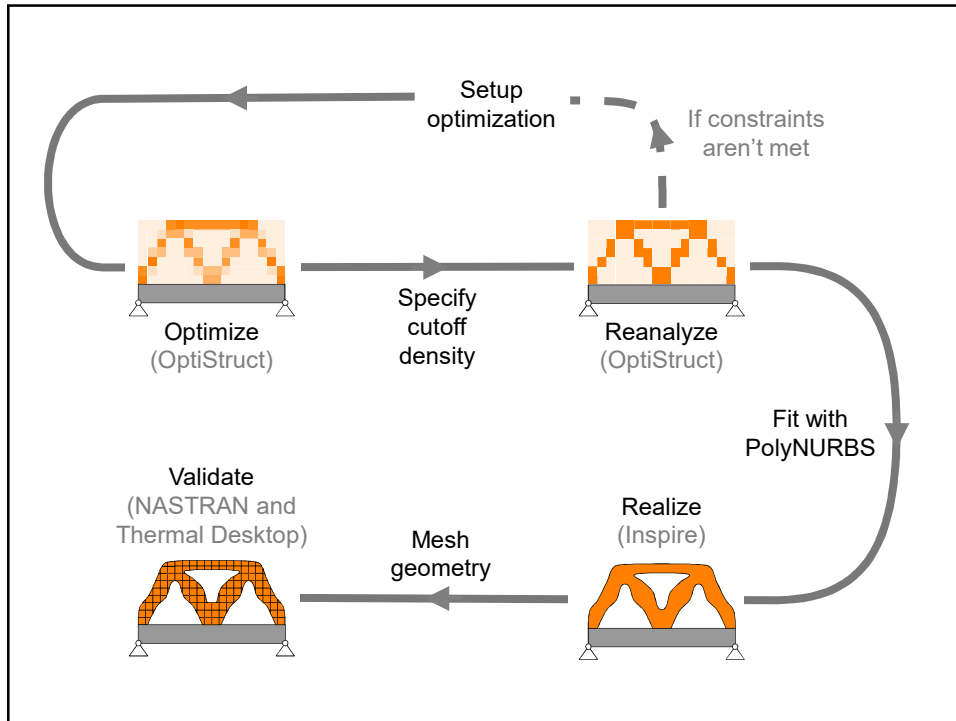 Setup
optimization
If constraints
aren't met
Optimize
(OptiStruct)
Specify
cutoff
density
Reanalyze
(OptiStruct)
Fit with
PolyNURBS
Realize
(Inspire)
Mesh
geometry
Validate
(NASTRAN and
Thermal Desktop)